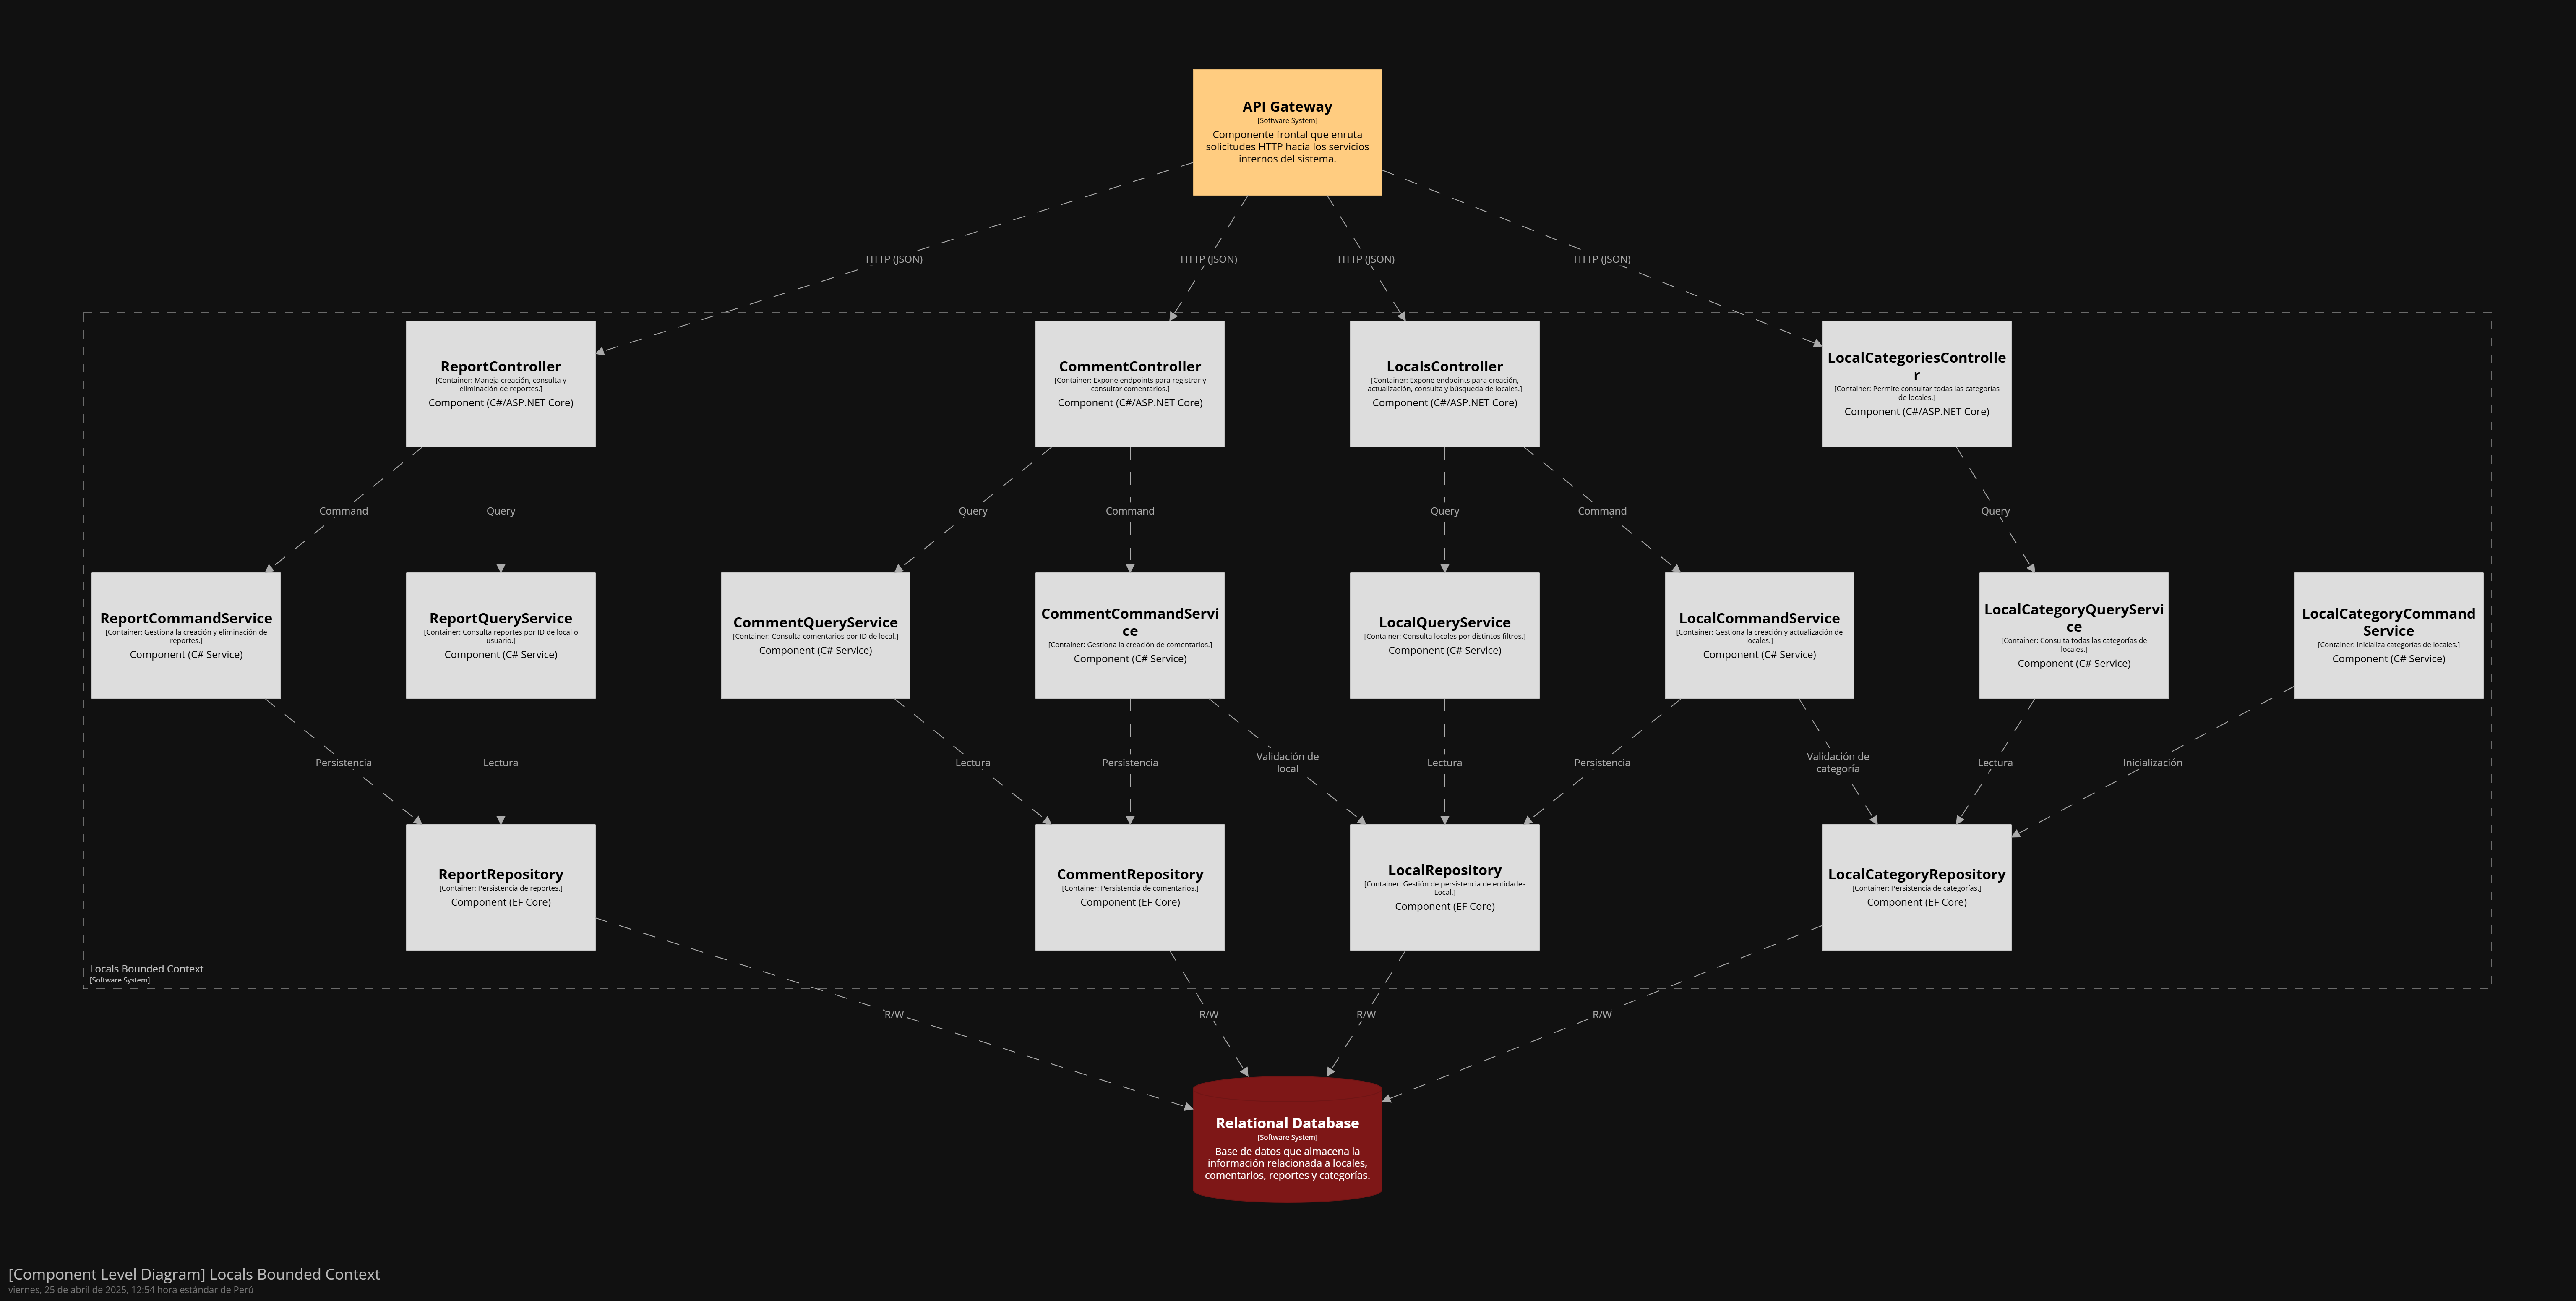 API Gateway
[Software System]
Componente frontal que enruta
solicitudes HTTP hacia los servicios
internos del sistema.
HTTP (JSON)
HTTP (JSON)
HTTP (JSON)
HTTP (JSON)
ReportController
[Container: Maneja creación, consulta y
eliminación de reportes.]
Component (C#/ASP.NET Core)
CommentController
[Container: Expone endpoints para registrar y
consultar comentarios.]
Component (C#/ASP.NET Core)
LocalsController
[Container: Expone endpoints para creación,
actualización, consulta y búsqueda de locales.]
Component (C#/ASP.NET Core)
LocalCategoriesControlle
r
[Container: Permite consultar todas las categorías
de locales.]
Component (C#/ASP.NET Core)
Command
Query
Query
Command
Query
Command
Query
ReportCommandService
[Container: Gestiona la creación y eliminación de
reportes.]
Component (C# Service)
ReportQueryService
[Container: Consulta reportes por ID de local o
usuario.]
Component (C# Service)
CommentQueryService
[Container: Consulta comentarios por ID de local.]
Component (C# Service)
CommentCommandServi
ce
[Container: Gestiona la creación de comentarios.]
Component (C# Service)
LocalQueryService
[Container: Consulta locales por distintos filtros.]
Component (C# Service)
LocalCommandService
[Container: Gestiona la creación y actualización de
locales.]
Component (C# Service)
LocalCategoryQueryServi
ce
[Container: Consulta todas las categorías de
locales.]
Component (C# Service)
LocalCategoryCommand
Service
[Container: Inicializa categorías de locales.]
Component (C# Service)
Persistencia
Lectura
Lectura
Persistencia
Validación de
local
Lectura
Persistencia
Validación de
categoría
Lectura
Inicialización
ReportRepository
[Container: Persistencia de reportes.]
Component (EF Core)
CommentRepository
[Container: Persistencia de comentarios.]
Component (EF Core)
LocalRepository
[Container: Gestión de persistencia de entidades
Local.]
Component (EF Core)
LocalCategoryRepository
[Container: Persistencia de categorías.]
Component (EF Core)
Locals Bounded Context
[Software System]
R/W
R/W
R/W
R/W
Relational Database
[Software System]
Base de datos que almacena la
información relacionada a locales,
comentarios, reportes y categorías.
[Component Level Diagram] Locals Bounded Context
viernes, 25 de abril de 2025, 12:54 hora estándar de Perú